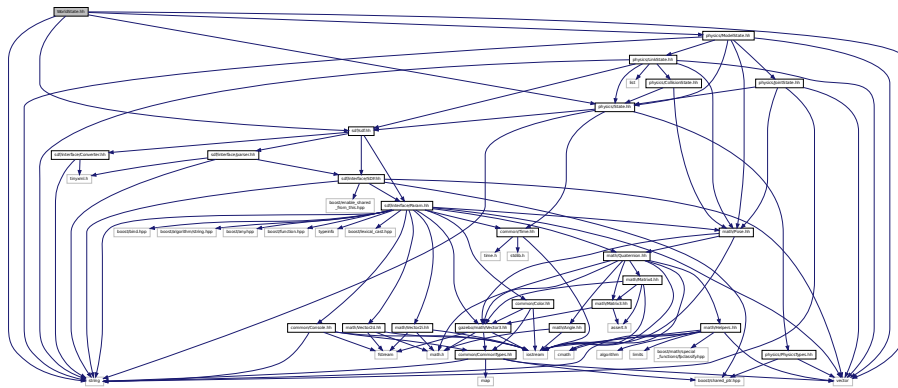 WorldState.hh
physics/ModelState.hh
physics/LinkState.hh
list
physics/CollisionState.hh
physics/JointState.hh
physics/State.hh
sdf/sdf.hh
sdf/interface/Converter.hh
sdf/interface/parser.hh
tinyxml.h
sdf/interface/SDF.hh
boost/enable_shared
_from_this.hpp
sdf/interface/Param.hh
boost/bind.hpp
boost/algorithm/string.hpp
boost/any.hpp
boost/function.hpp
typeinfo
boost/lexical_cast.hpp
common/Time.hh
math/Pose.hh
time.h
stdlib.h
math/Quaternion.hh
math/Matrix4.hh
common/Color.hh
math/Matrix3.hh
common/Console.hh
math/Vector2d.hh
math/Vector2i.hh
gazebo/math/Vector3.hh
math/Angle.hh
assert.h
math/Helpers.hh
fstream
math.h
common/CommonTypes.hh
iostream
cmath
algorithm
limits
boost/math/special
_functions/fpclassify.hpp
physics/PhysicsTypes.hh
string
map
boost/shared_ptr.hpp
vector